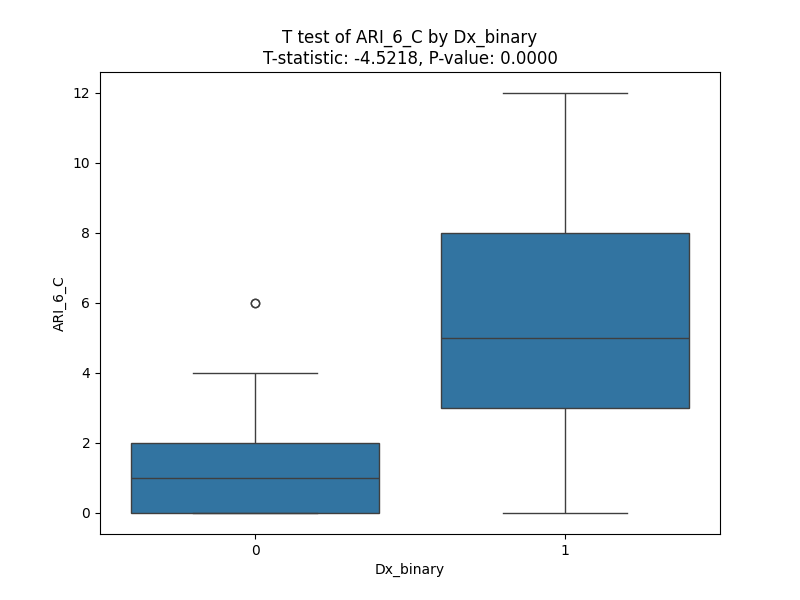 T test of ARI_6_C by Dx_binary
T-statistic: -4.5218, P-value: 0.0000
12
10
8
6
4
2
0
ARI_6_C
0 1
Dx_binary